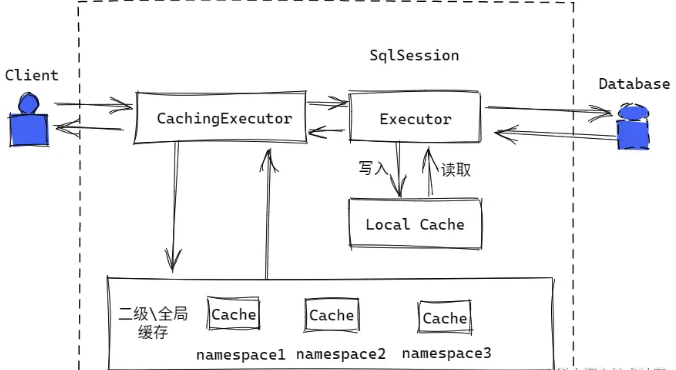 SqlSession
Client
Database
CachingExecutor
Executor
写入
读取
Local Cache
二级\全局
缓存
Cache
Cache
Cache
namespace1
namespace2
namespace3